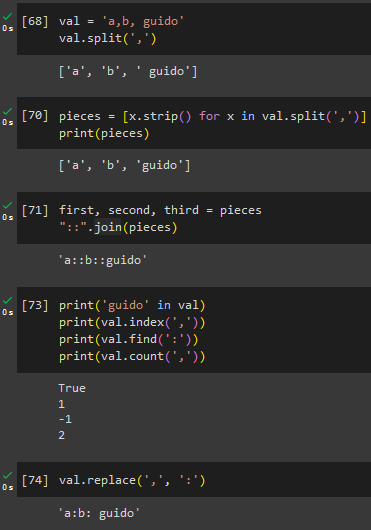 [68] val = 'a,b, guido'
val.split(',')
0s
['a', 'b', ' guido']
[70] pieces = [x.strip() for x in val.split(',')]
0s
print(pieces)
['a', 'b', 'guido']
[71] first, second, third = pieces
0s
"::".join(pieces)
'a::b::guido'
[73] print('guido' in val)
0s
print(val.index(','))
print(val.find(':'))
print(val.count(','))
True
1
-1
2
[74] val.replace(',', ':')
0s
'a:b: guido'